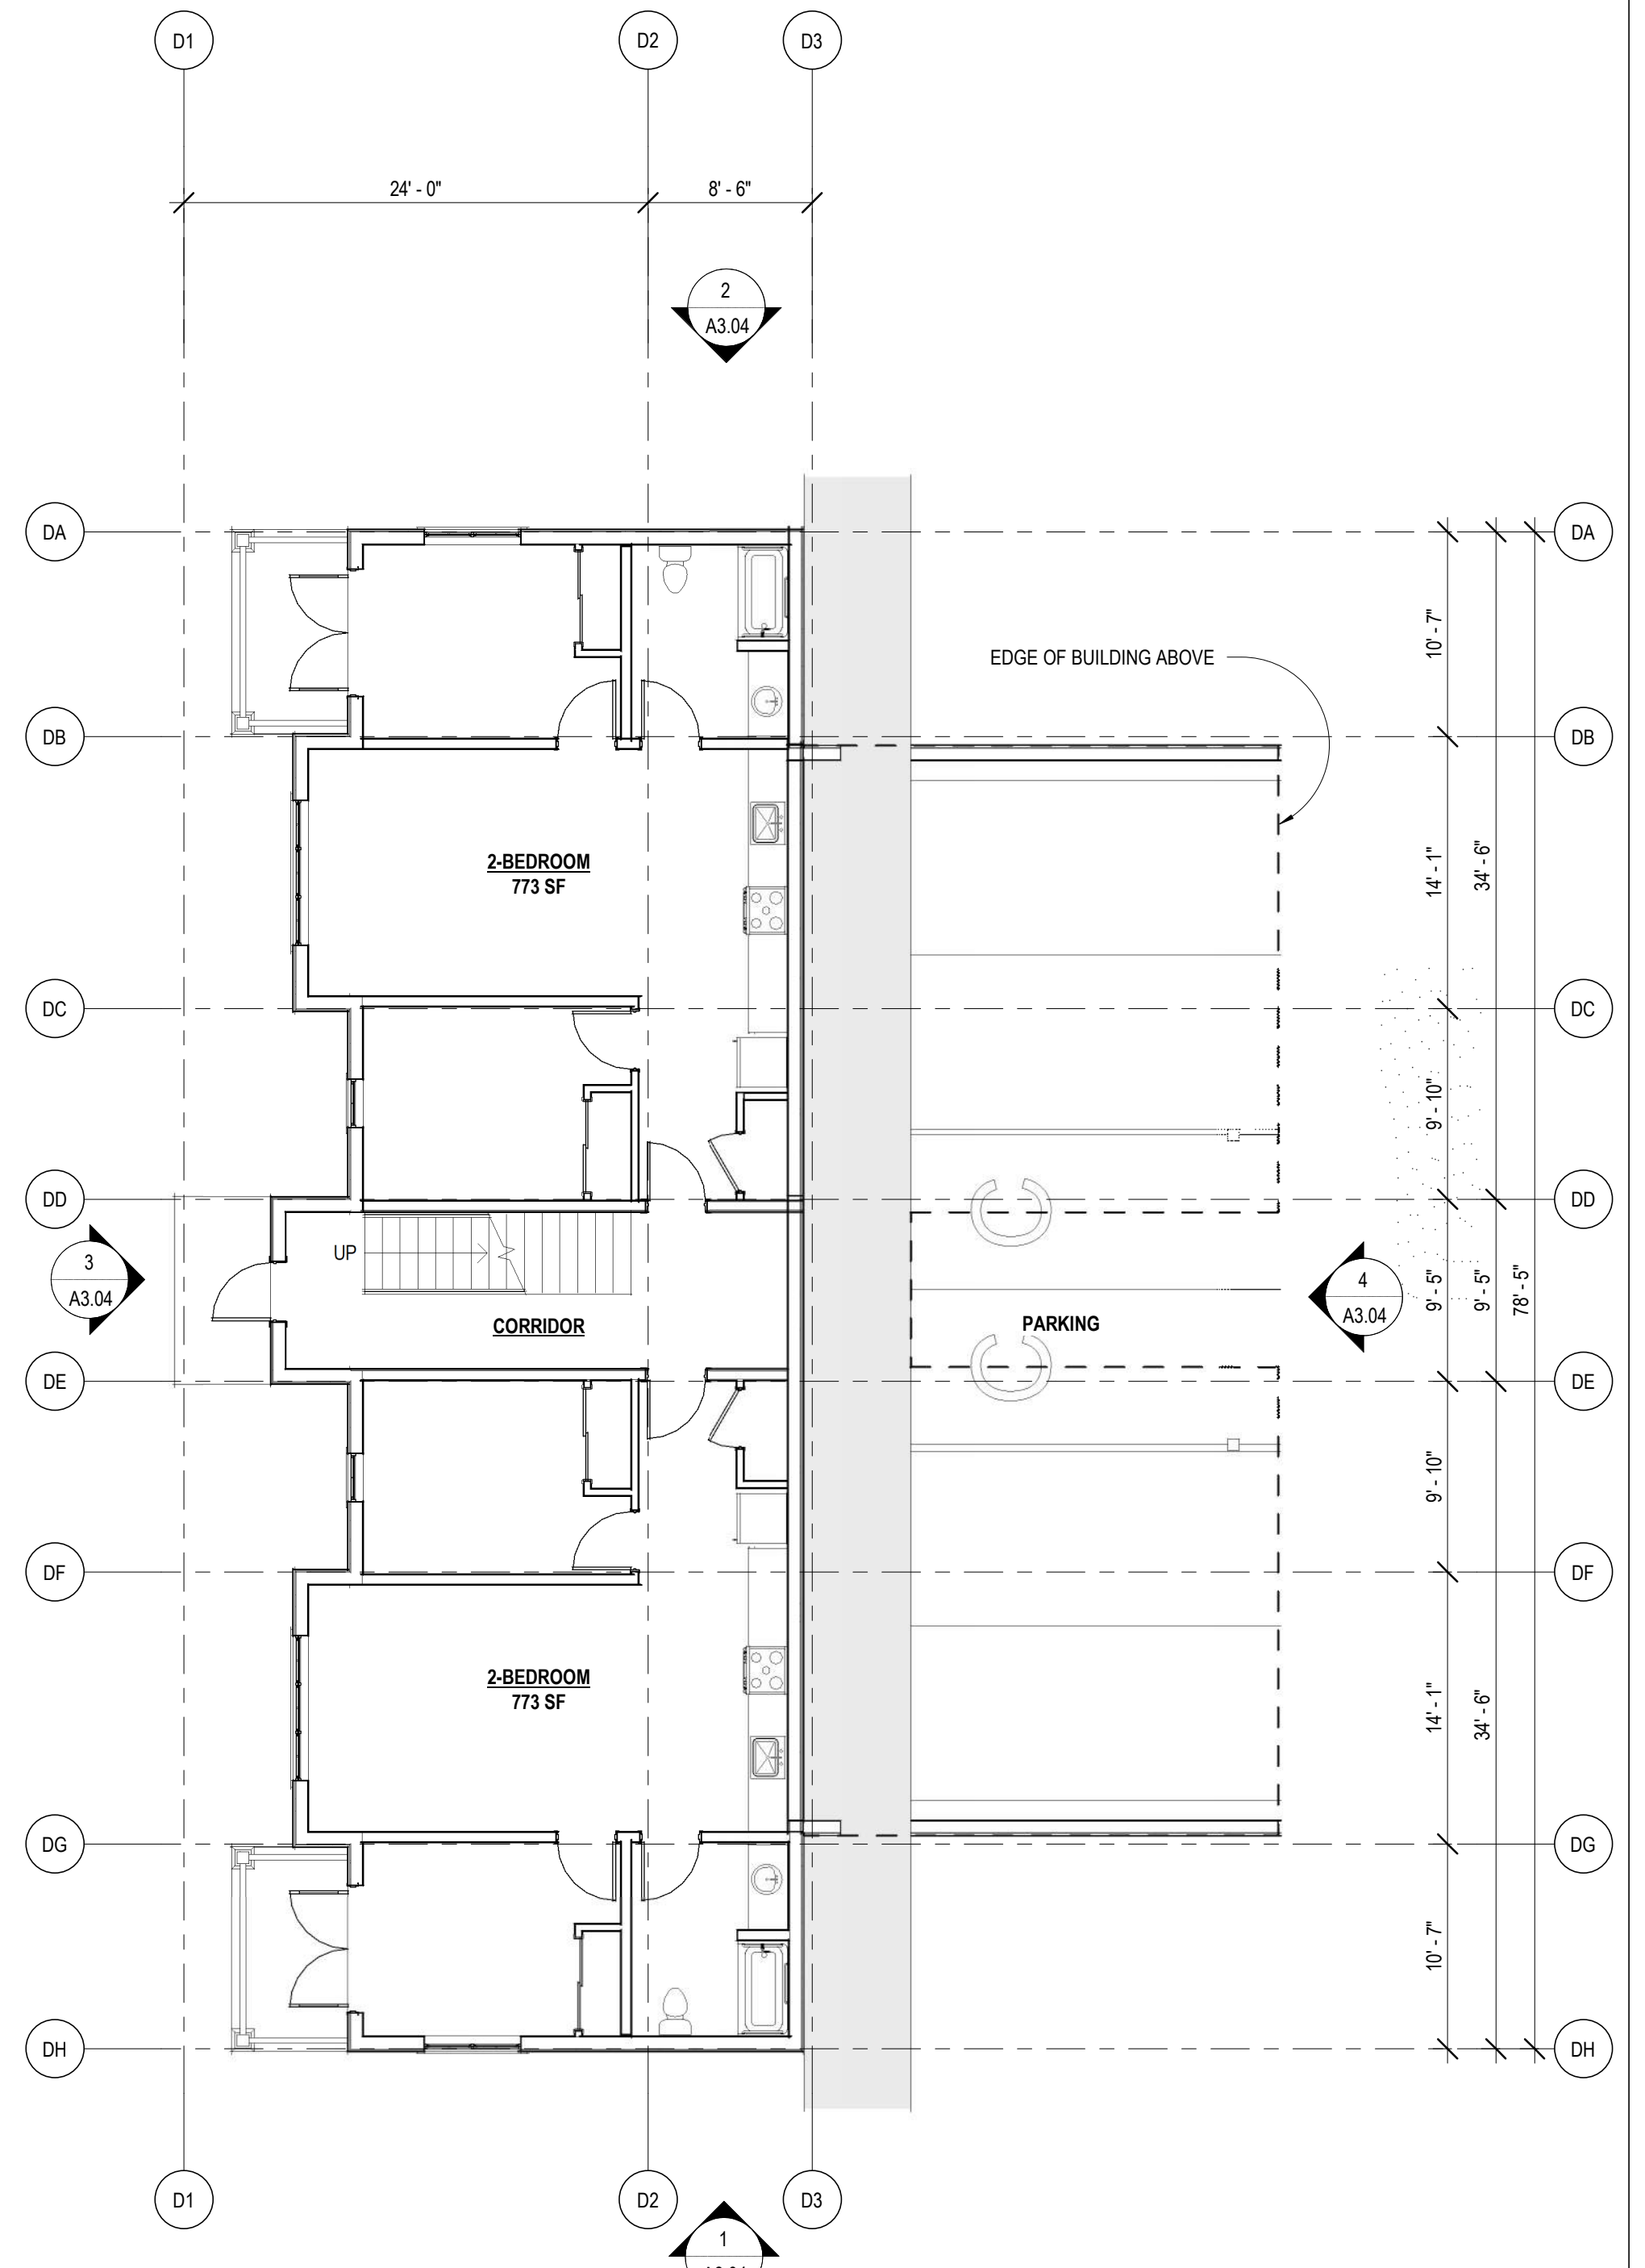 D1
D2
D3
24' - 0"
8' - 6"
2
A3.04
DA
DA
10' - 7"
EDGE OF BUILDING ABOVE
DB
DB
2-BEDROOM
773 SF
14' - 1"
34' - 6"
DC
DC
9' - 10"
DD
DD
3
A3.04
UP
CORRIDOR
PARKING
4
A3.04
9' - 5"
9' - 5"
78' - 5"
DE
DE
9' - 10"
DF
DF
2-BEDROOM
773 SF
14' - 1"
34' - 6"
DG
DG
10' - 7"
DH
DH
D1
D2
D3
1